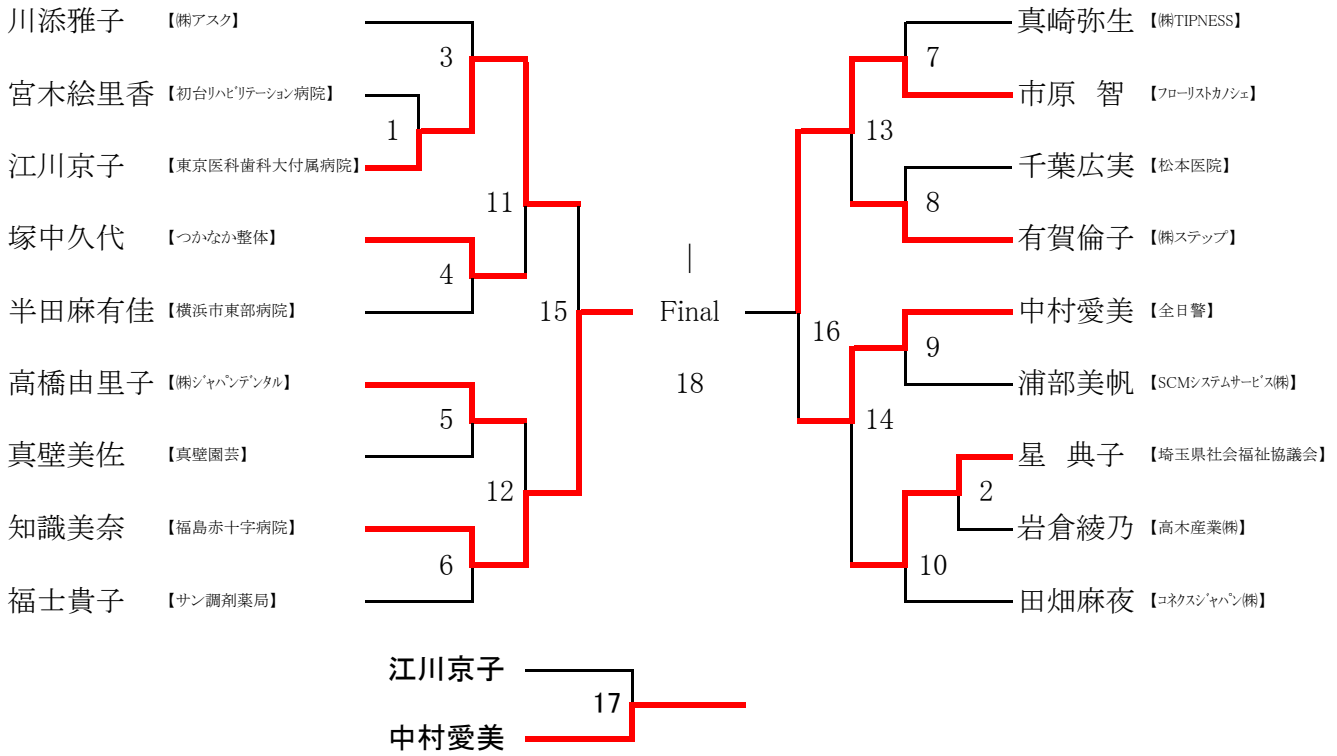 川添雅子 【㈱アスク】
宮木絵里香 【初台ﾘﾊﾋﾞﾘテーション病院】
江川京子 【東京医科歯科大付属病院】
塚中久代 【つかなか整体】
半田麻有佳 【横浜市東部病院】
高橋由里子 【㈱ｼﾞｬﾊﾟﾝﾃﾞﾝﾀﾙ】
真壁美佐 【真壁園芸】
知識美奈 【福島赤十字病院】
福士貴子 【サン調剤薬局】
3
1
11
4
15
5
12
6
|
Final
18
真崎弥生 【㈱TIPNESS】
市原 智 【ﾌﾛｰﾘｽﾄｶﾉｼｪ】
千葉広実 【松本医院】
有賀倫子 【㈱ステップ】
中村愛美 【全日警】
浦部美帆 【SCMｼｽﾃﾑｻｰﾋﾞｽ㈱】
星 典子 【埼玉県社会福祉協議会】
岩倉綾乃 【高木産業㈱】
田畑麻夜 【ｺﾈｸｽｼﾞｬﾊﾟﾝ㈱】
7
13
8
16
9
14
2
10
江川京子
17
中村愛美